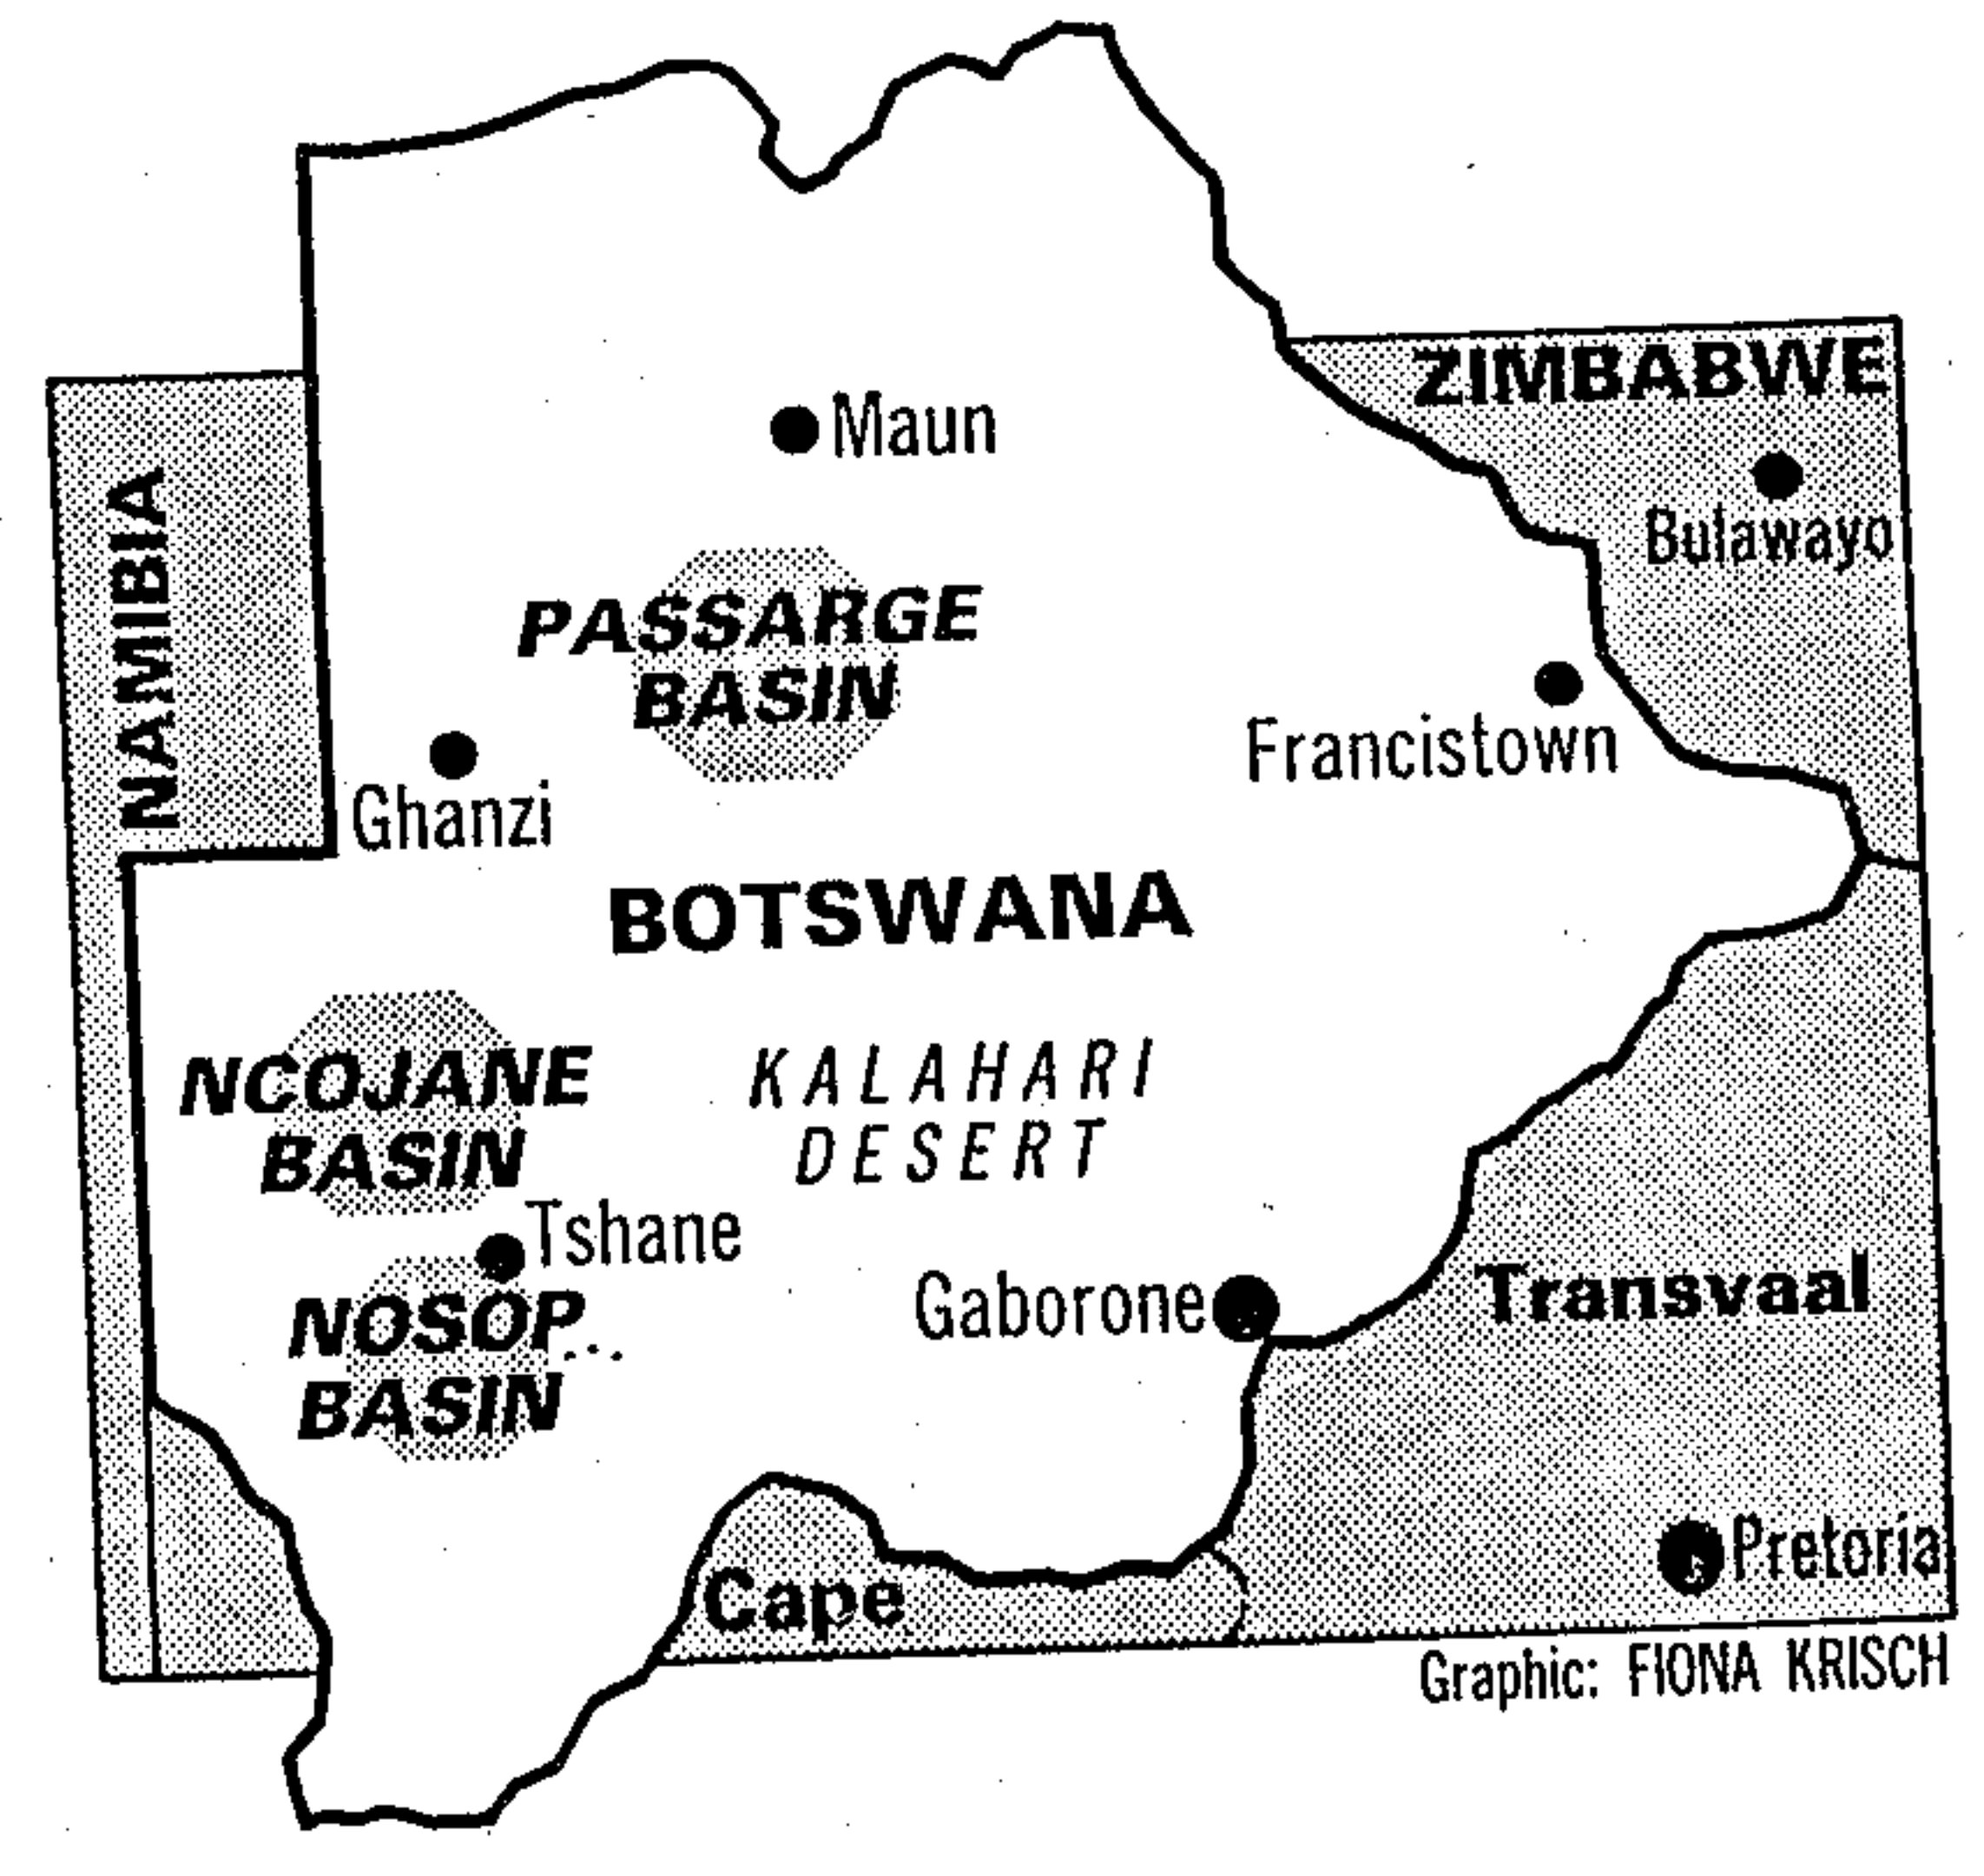 ZIMBABWE
Maun
Bulawayo
NAMIBIA
PASSARGE
BASIN
Francistown
Ghanzi
BOTSWANA
NCOJANE
BASIN
KALAHARI
DESERT
Tshane
NOSOP
BASIN
Gaborone
Transvaal
Cape
Pretoria
Graphic: FIONA KRISCH